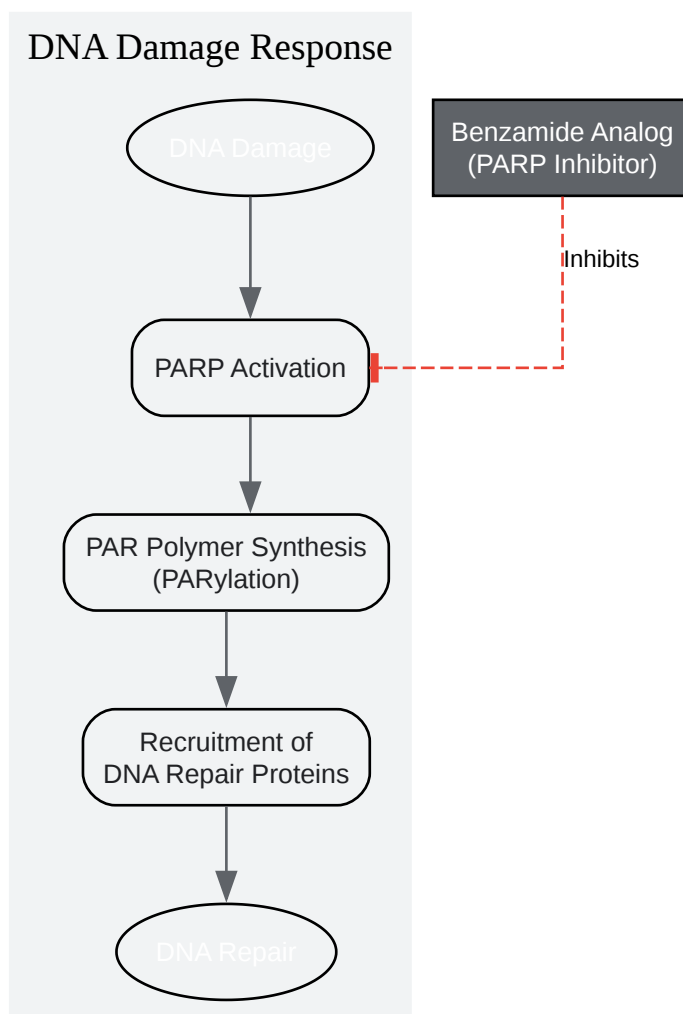 DNA Damage Response
DNA Damage
Benzamide Analog
(PARP Inhibitor)
Inhibits
PARP Activation
PAR Polymer Synthesis
(PARylation)
Recruitment of
DNA Repair Proteins
DNA Repair